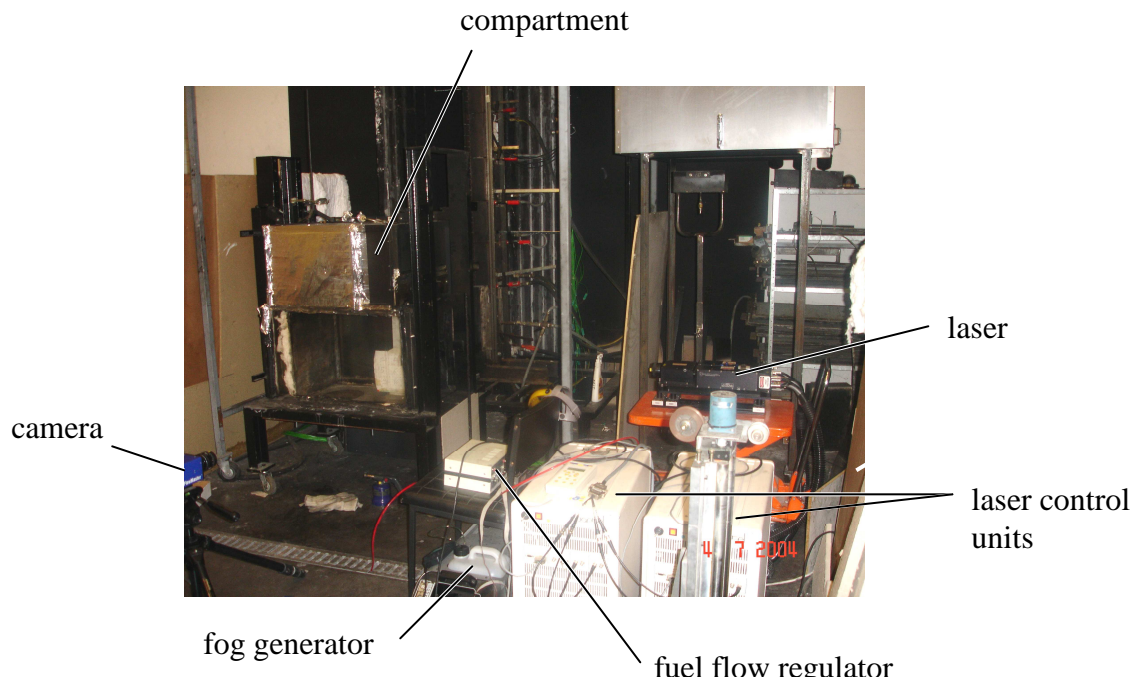 compartment
laser
camera
laser control
units
4 7 2004
fog generator
fuel flow regulator